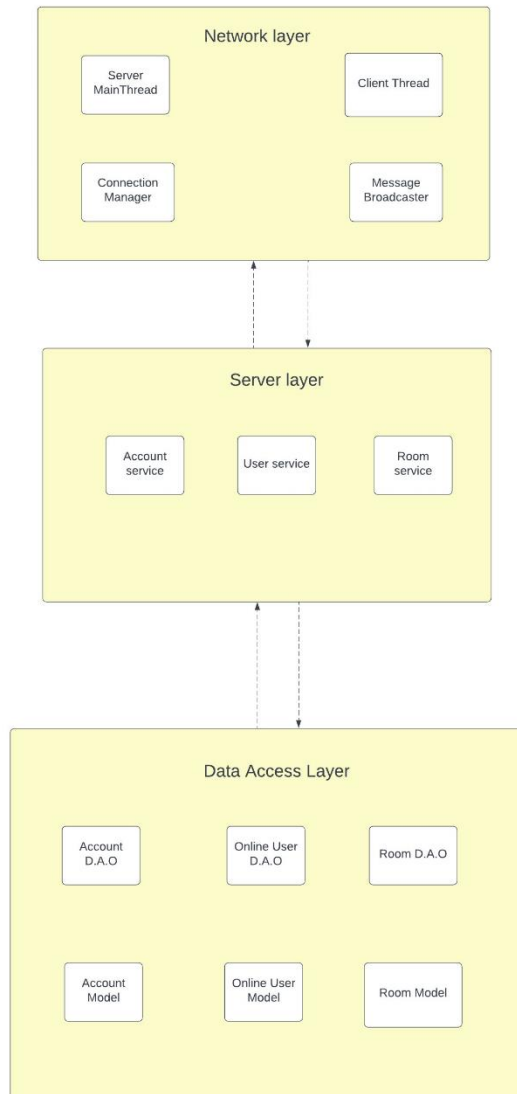 Network layer
Server
MainThread
Client Thread
Connection
Manager
Message
Broadcaster
Server layer
Account
service
User service
Room
service
Data Access Layer
Account
D.A.O
Online User
D.A.O
Room D.A.O
Account
Model
Online User
Model
Room Model